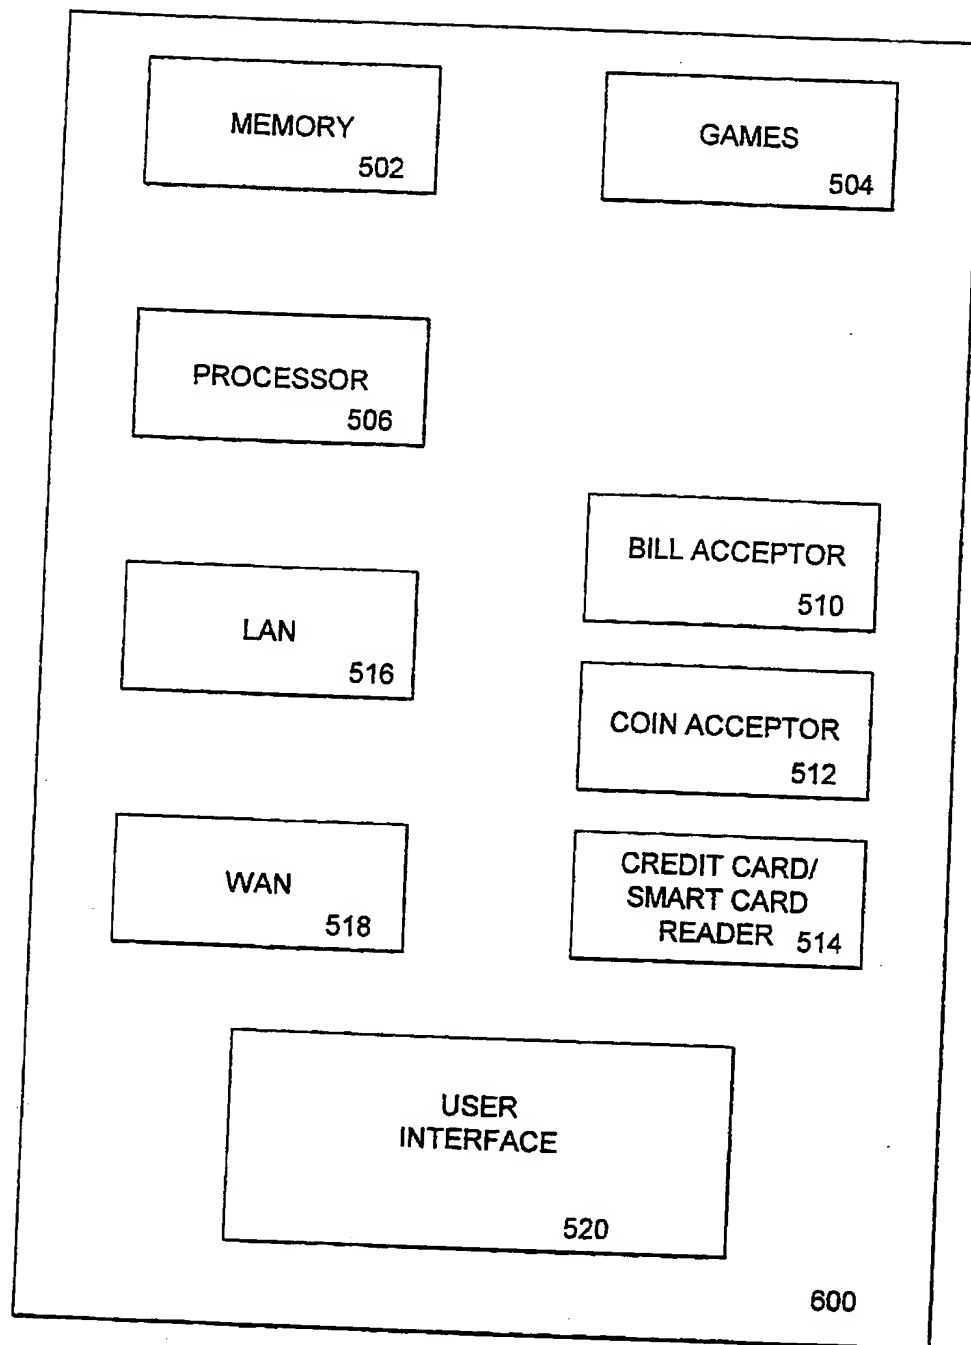 MEMORY
502
GAMES
504
PROCESSOR
506
BILL ACCEPTOR
510
LAN
516
COIN ACCEPTOR
512
WAN
518
CREDIT CARD/
SMART CARD
READER 514
USER
INTERFACE
520
600